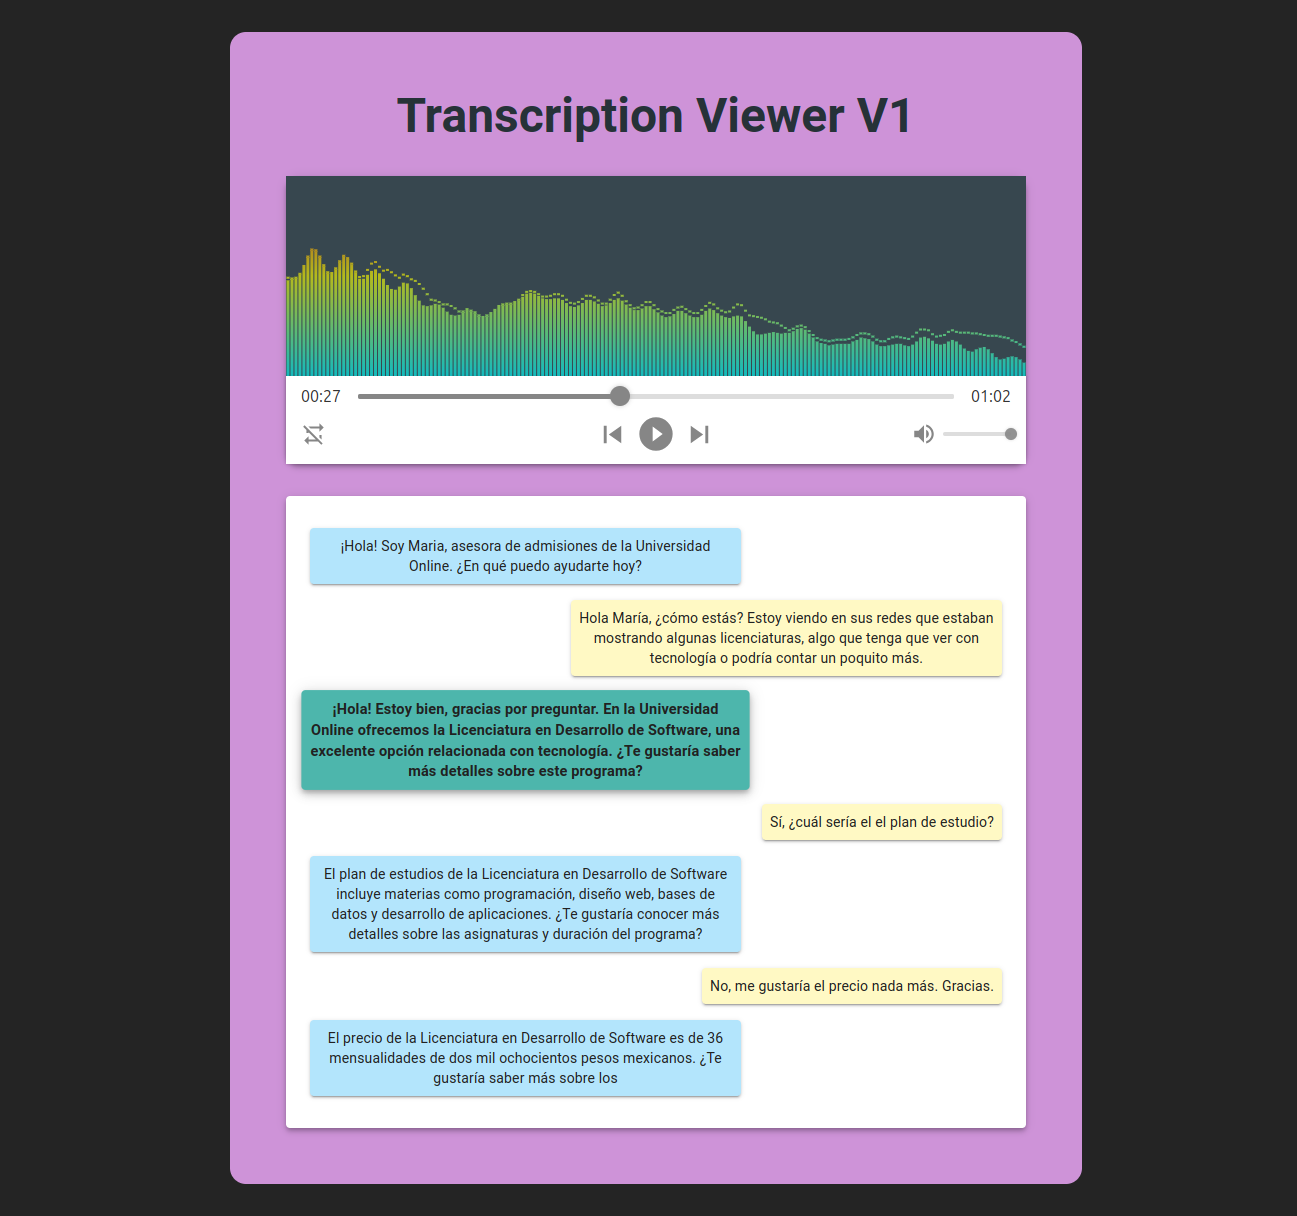 Transcription Viewer V1
00:27
01:02
¡Hola! Soy Maria, asesora de admisiones de la Universidad
Online. ¿En qué puedo ayudarte hoy?
Hola María, ¿cómo estás? Estoy viendo en sus redes que estaban
mostrando algunas licenciaturas, algo que tenga que ver con
tecnología o podría contar un poquito más.
¡Hola! Estoy bien, gracias por preguntar. En la Universidad
Online ofrecemos la Licenciatura en Desarrollo de Software, una
excelente opción relacionada con tecnología. ¿Te gustaría saber
más detalles sobre este programa?
Sí, ¿cuál sería el el plan de estudio?
El plan de estudios de la Licenciatura en Desarrollo de Software
incluye materias como programación, diseño web, bases de
datos y desarrollo de aplicaciones. ¿Te gustaría conocer más
detalles sobre las asignaturas y duración del programa?
No, me gustaría el precio nada más. Gracias.
El precio de la Licenciatura en Desarrollo de Software es de 36
mensualidades de dos mil ochocientos pesos mexicanos. ¿Te
gustaría saber más sobre los